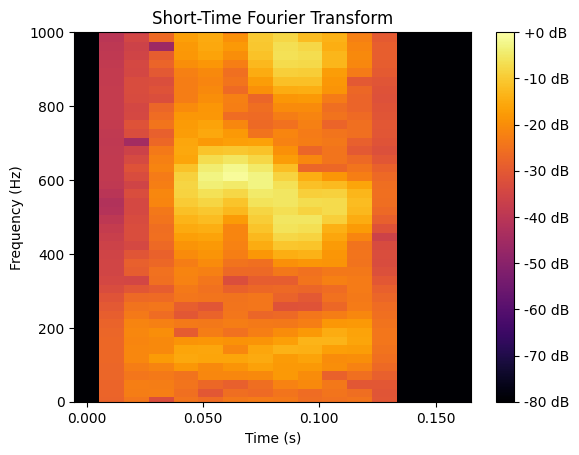 Short-Time Fourier Transform
1000
800
600
400
200
0
Frequency (Hz)
0.000
0.050
0.100
0.150
Time (s)
+0 dB
-10 dB
-20 dB
-30 dB
-40 dB
-50 dB
-60 dB
-70 dB
-80 dB